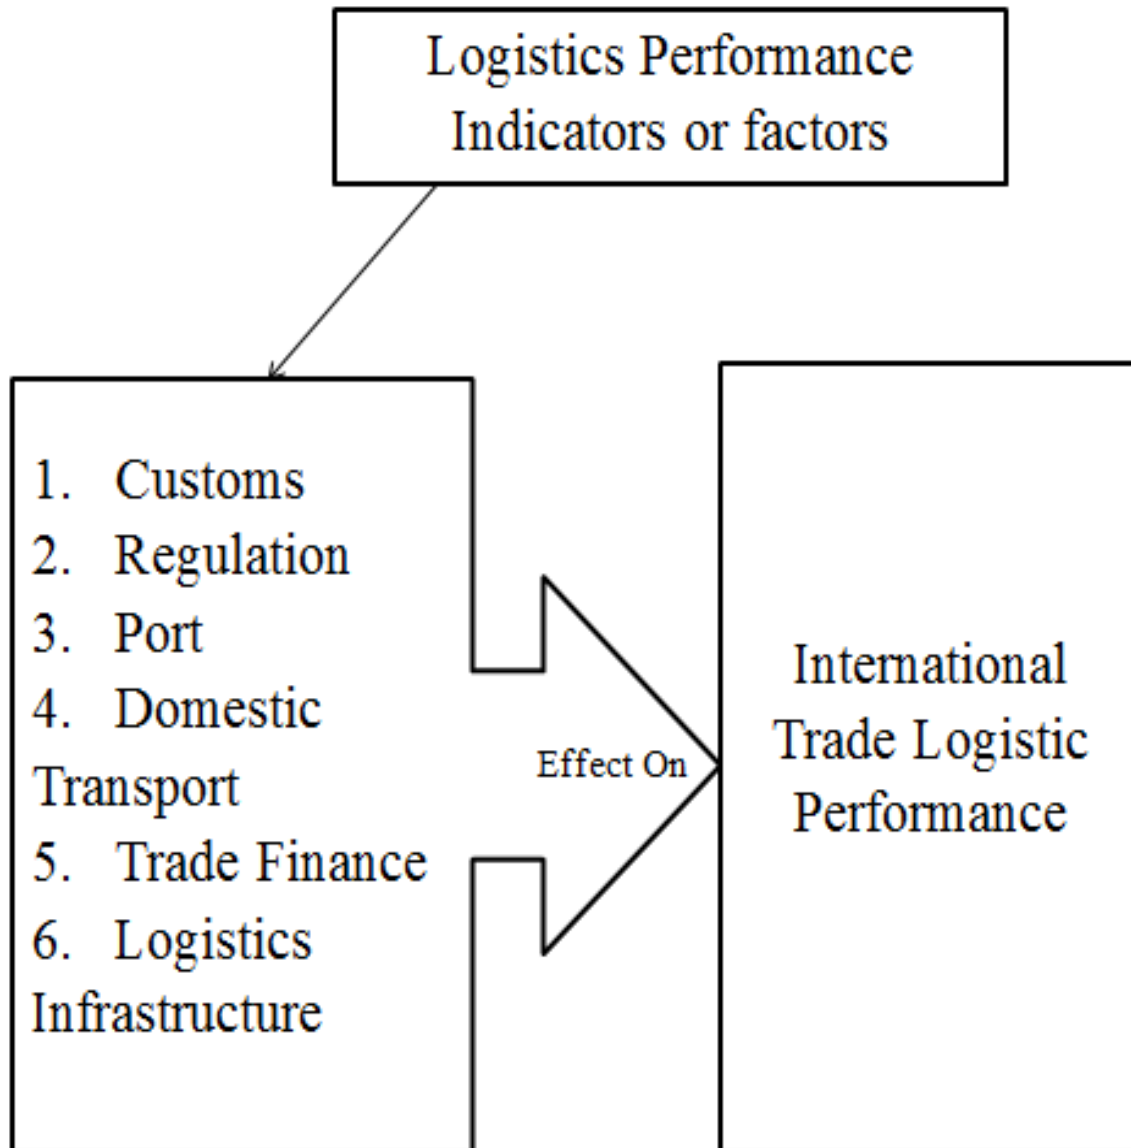 Logistics Performance
Indicators or factors
1. Customs
2. Regulation
3. Port
4. Domestic
Transport
5. Trade Finance
6. Logistics
Infrastructure
Effect On
International
Trade Logistic
Performance